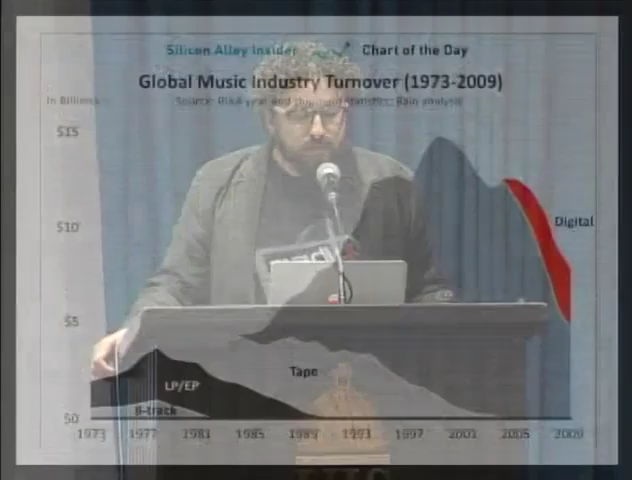 Silicon Alley Insider Chart of the Day
Global Music Industry Turnover (1973-2009)
In Billions
$15
$10
Digital
$5
Tape
LP/EP
8-track
$0
1973 1977 1981 1985 1989 1993 1997 2001 2005 2009